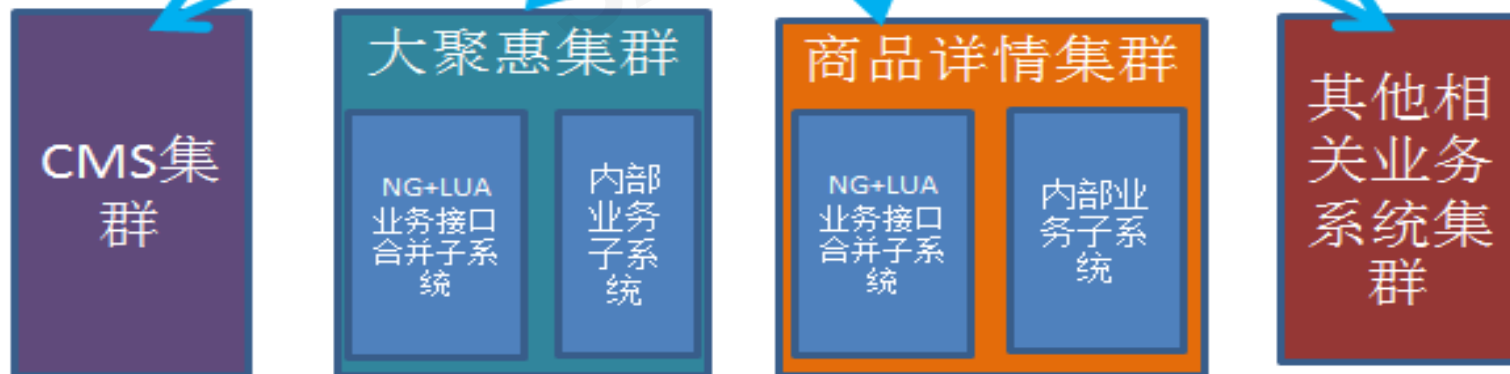 CMS集
群
大聚惠集群
NG+LUA
业务接口
合并子系
统
内部
业务
子系
统
商品详情集群
NG+LUA
业务接口
合并子系
统
内部业
务子系
统
其他相
关业务
系统集
群